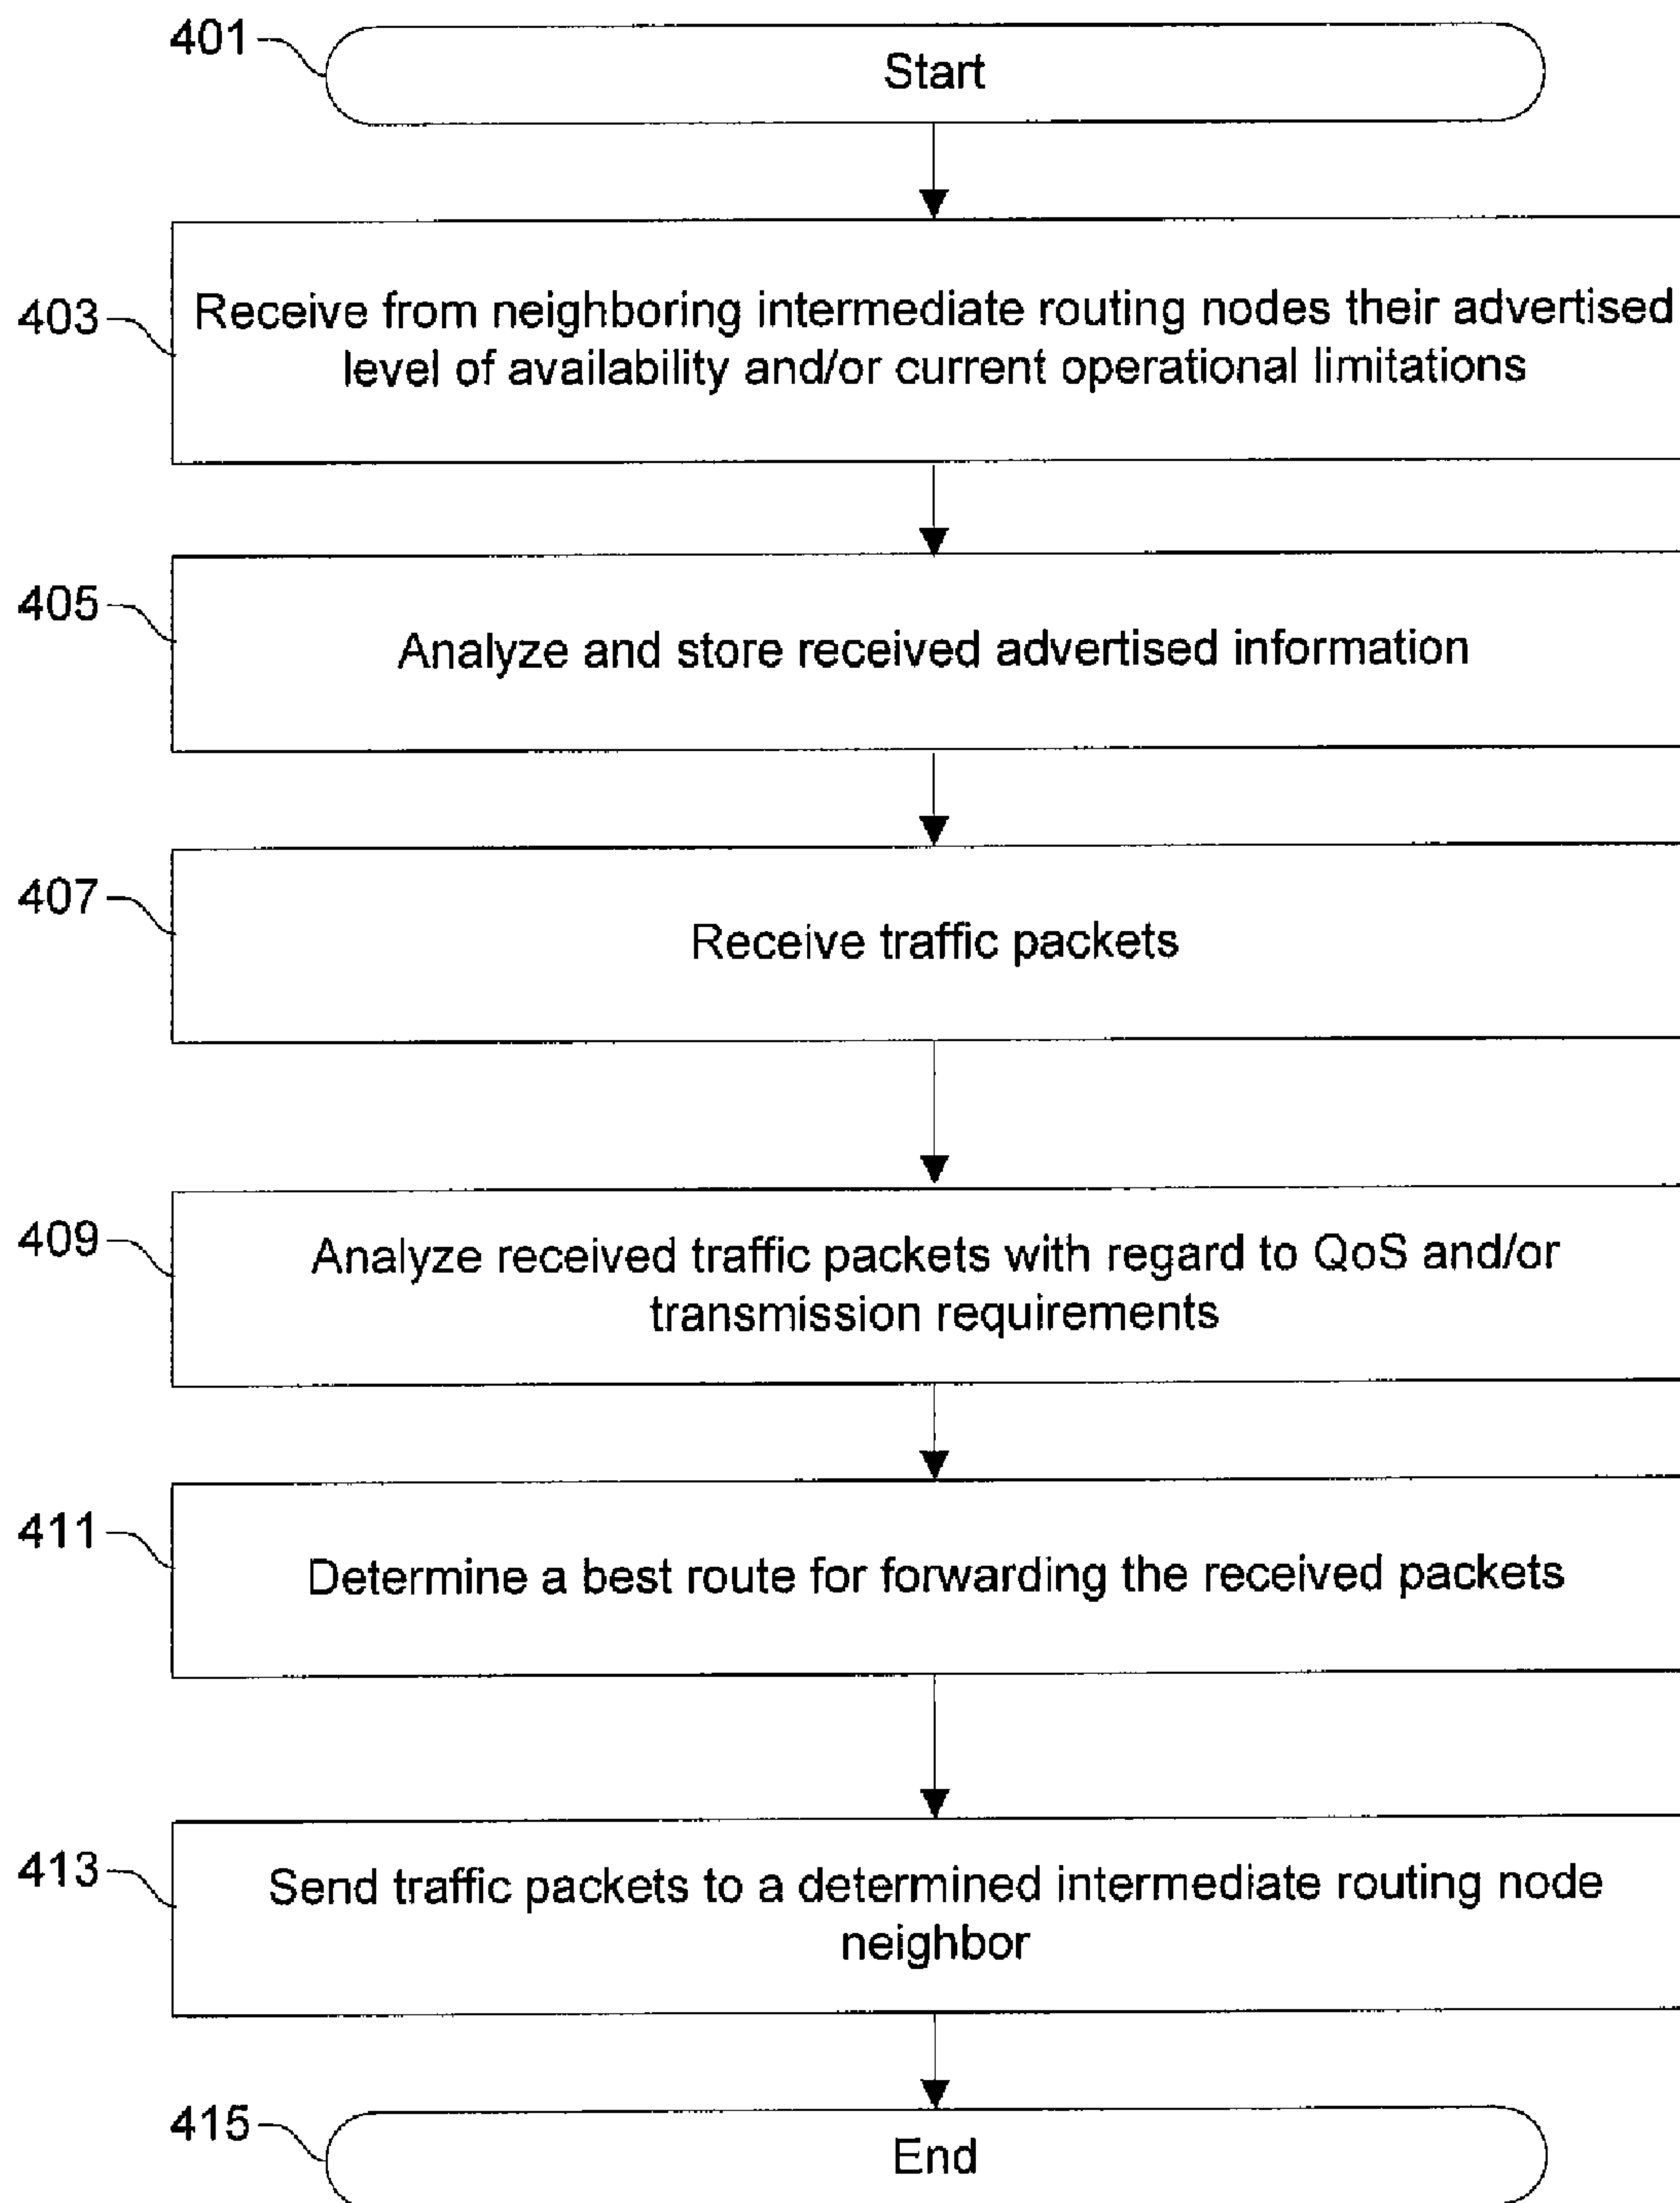 401
Start
403
Receive from neighboring intermediate routing nodes their advertised
level of availability and/or current operational limitations
405
Analyze and store received advertised information
407
Receive traffic packets
409
Analyze received traffic packets with regard to QoS and/or
transmission requirements
411
Determine a best route for forwarding the received packets
413
Send traffic packets to a determined intermediate routing node
neighbor
415
End